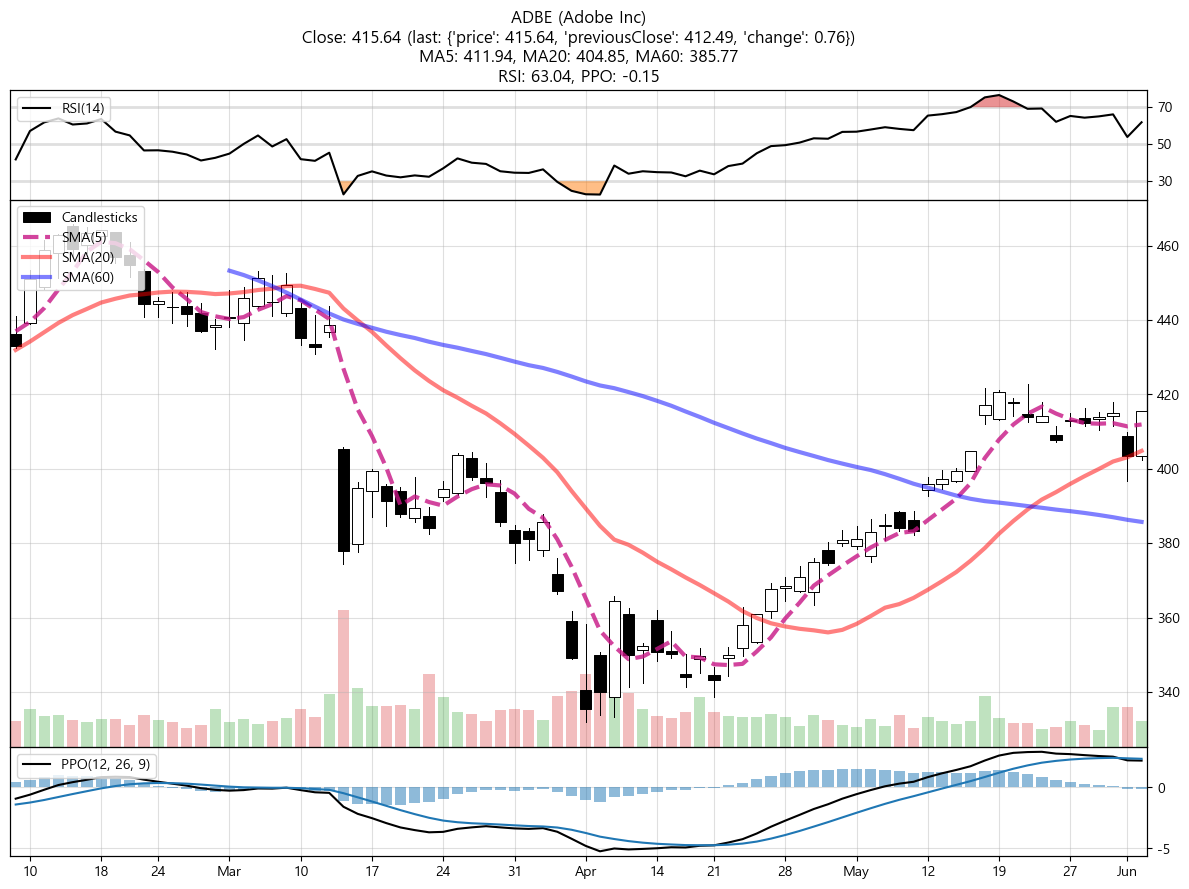 ADBE (Adobe Inc)
Close: 415.64 (last: {'price': 415.64, 'previousClose': 412.49, 'change': 0.76})
MA5: 411.94, MA20: 404.85, MA60: 385.77
RSI: 63.04, PPO: -0.15
RSI(14)
70
50
30
Candlesticks
SMA(5)
SMA(20)
SMA(60)
460
440
420
400
380
360
340
PPO(12, 26, 9)
0
-5
10 18 24 Mar 10 17 24 31 Apr 14 21 28 May 12 19 27 Jun